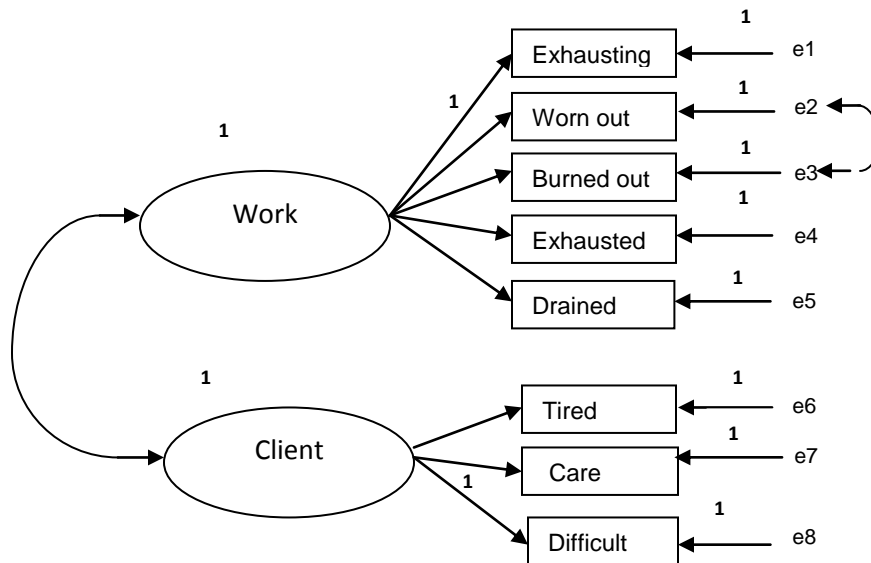 1
Exhausting
e1
1
1
Worn out
e2
1
1
Burned out
e3
Work
1
Exhausted
e4
1
Drained
e5
1
1
Tired
e6
Client
1
Care
e7
1
1
Difficult
e8